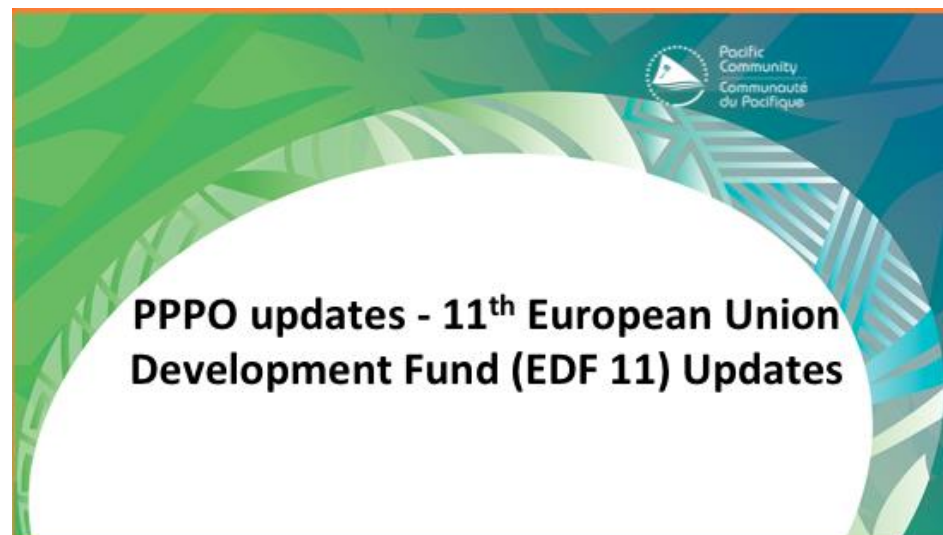 Pacific
Community
Communauté
du Pacifique
PPPO updates - 11th European Union
Development Fund (EDF 11) Updates